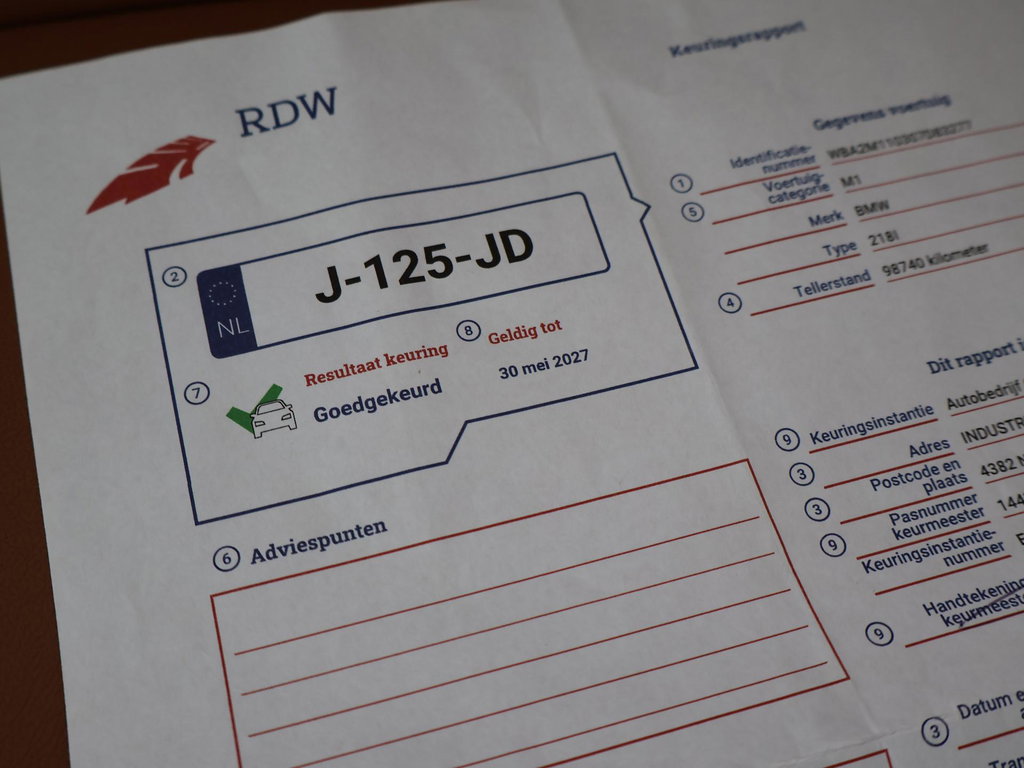 RDW
2
NL
J-125-JD
7
Resultaat keuring
Goedgekeurd
8
Geldig tot
30 mei 2027
6
Adviespunten
Keuringsrapport
Gegevens voertuig
1
Identificatie-
nummer
5
Voertuig-
categorie
M1
Merk
BMW
Type
218I
4
Tellerstand
98740 kilometer
Dit rapport i
9
Keuringsinstantie
Autobedrijf
3
Adres
INDUSTR
3
Postcode en
plaats
4382 N
9
Pasnummer
keurmeester
144
Keuringsinstantie-
nummer
9
Handtekening
keurmeest
3
Datum e